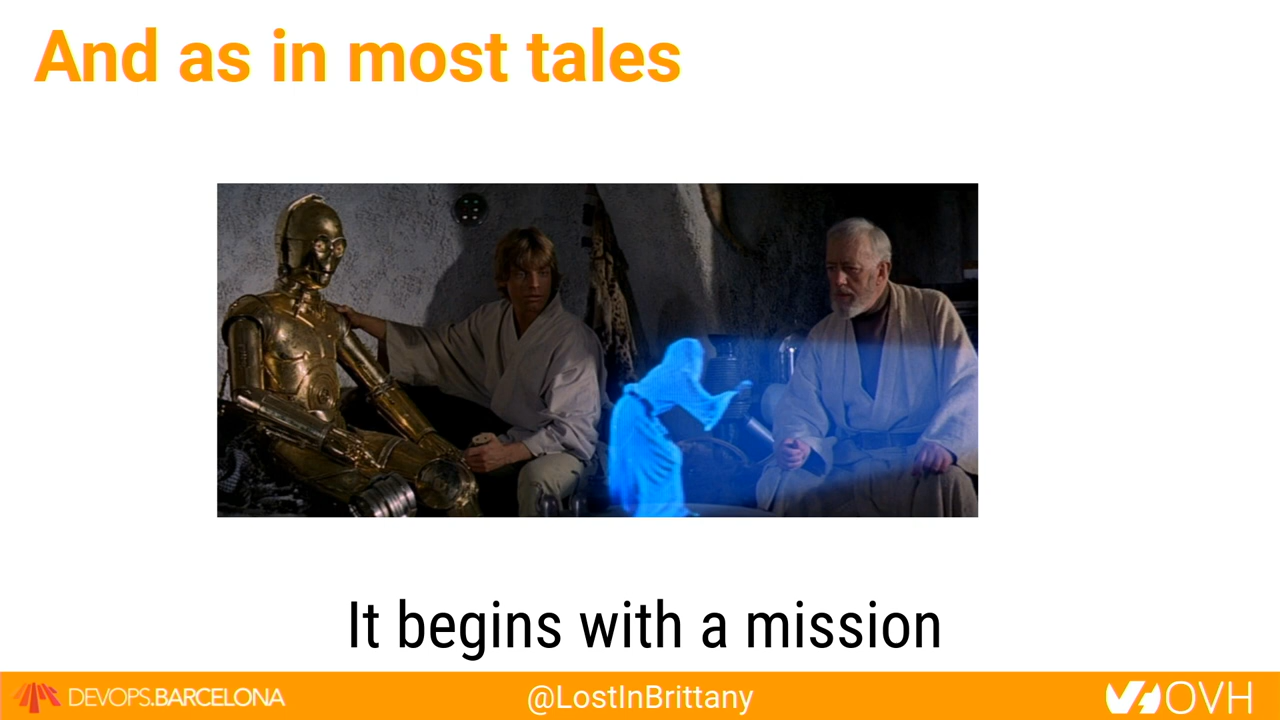 And as in most tales
It begins with a mission
DEVOPS.BARCELONA
@LostInBrittany
OVH